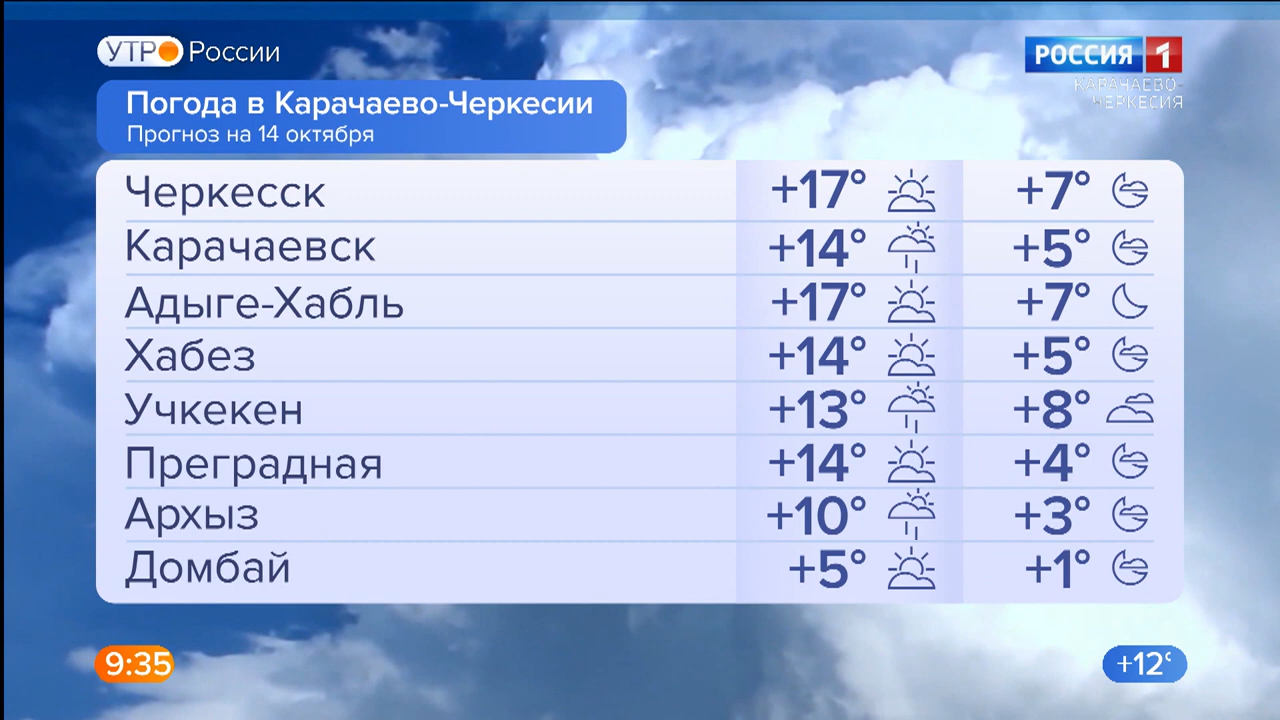 УТРО России
РОССИЯ 1
КАРАЧАЕВО-
ЧЕРКЕСИЯ
Погода в Карачаево-Черкесии
Прогноз на 14 октября
Черкесск +17° +7°
Карачаевск +14° +5°
Адыге-Хабль +17° +7°
Хабез +14° +5°
Учкекен +13° +8°
Преградная +14° +4°
Архыз +10° +3°
Домбай +5° +1°
9:35 +12°